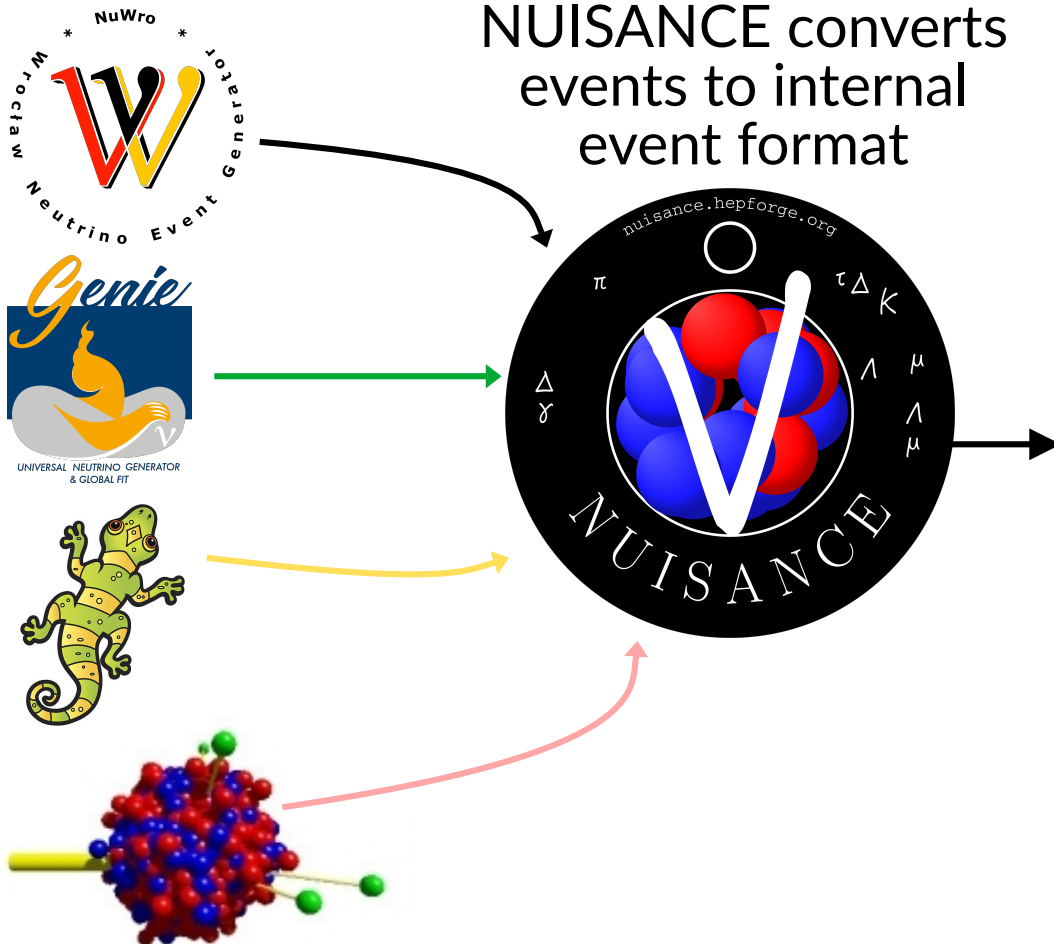 NuWro
* Wrocław Neutrino Event Generator *
NUISANCE converts
events to internal
event format
Genie
ν
UNIVERSAL NEUTRINO GENERATOR
& GLOBAL FIT
nuisance.hepforge.org
π
τ Δ K
Λ μ
Δ
γ
Λ
μ
NUISANCE